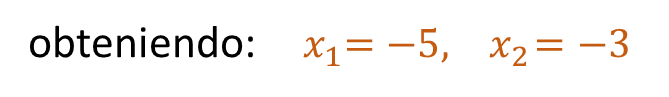 obteniendo: x₁= −5, x₂= −3